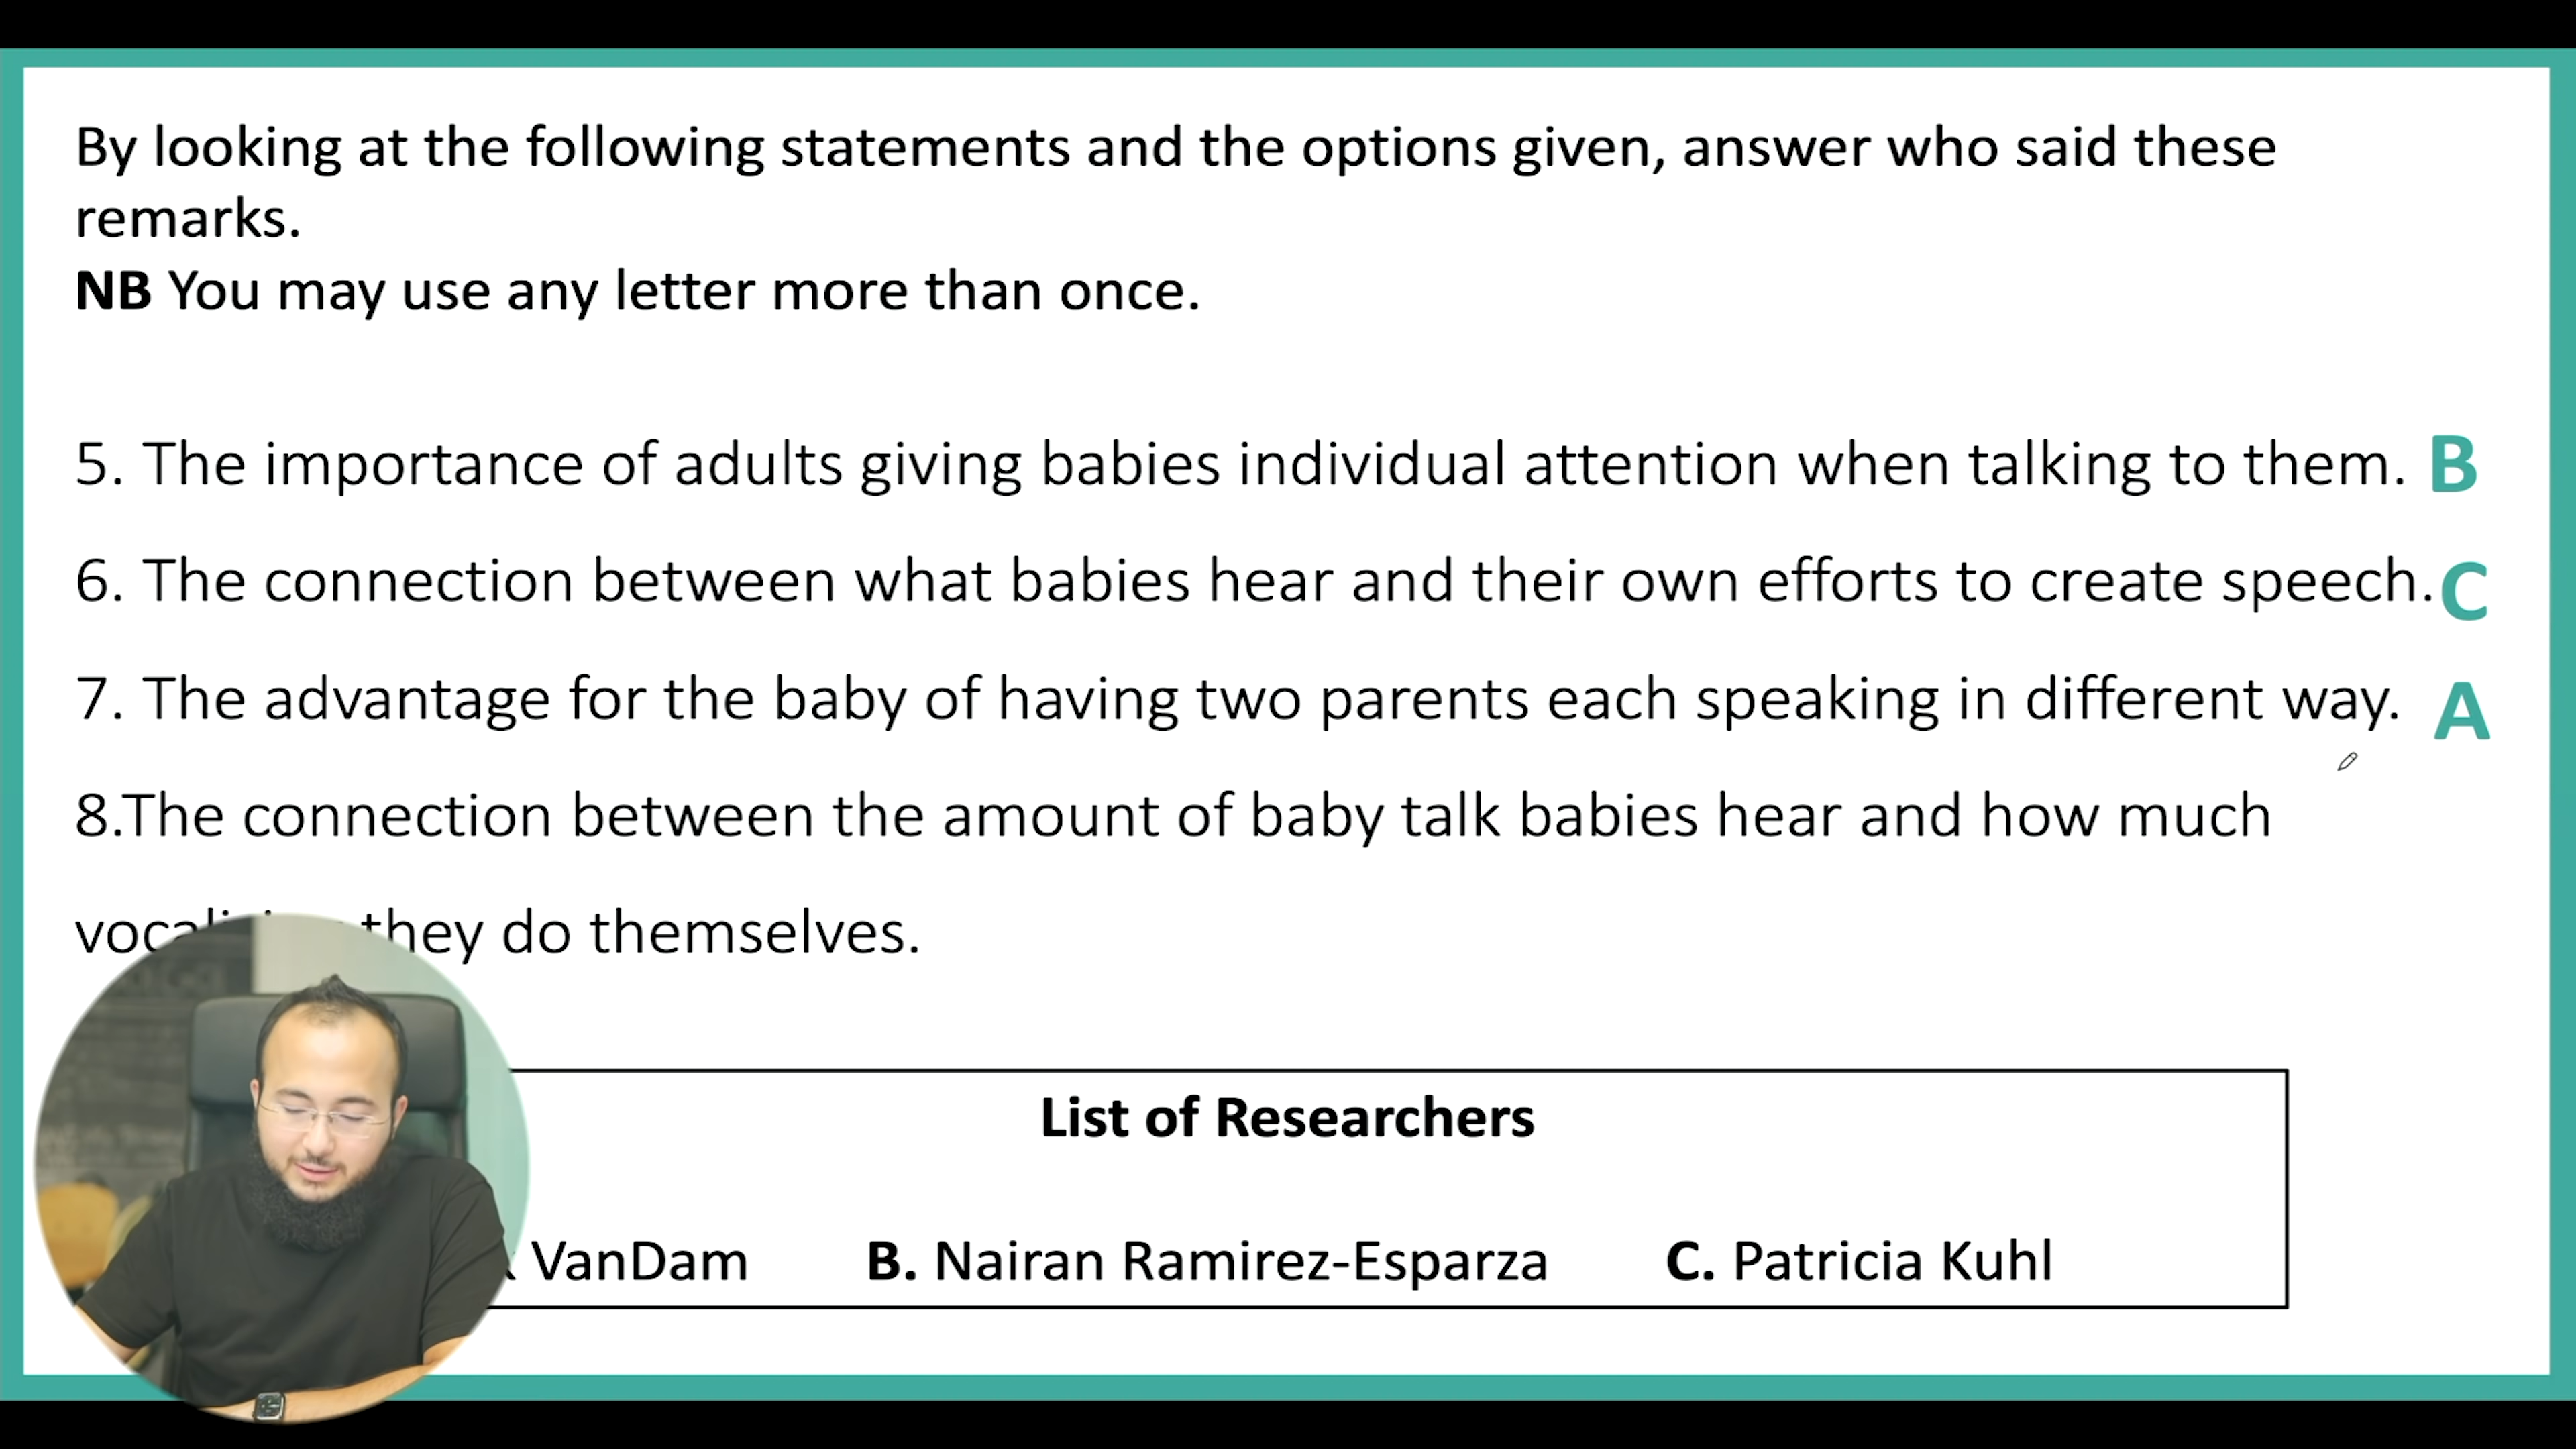 By looking at the following statements and the options given, answer who said these
remarks.
NB You may use any letter more than once.
5. The importance of adults giving babies individual attention when talking to them. B
6. The connection between what babies hear and their own efforts to create speech. C
7. The advantage for the baby of having two parents each speaking in different way. A
8.The connection between the amount of baby talk babies hear and how much
they do themselves.
List of Researchers
VanDam B. Nairan Ramirez-Esparza C. Patricia Kuhl